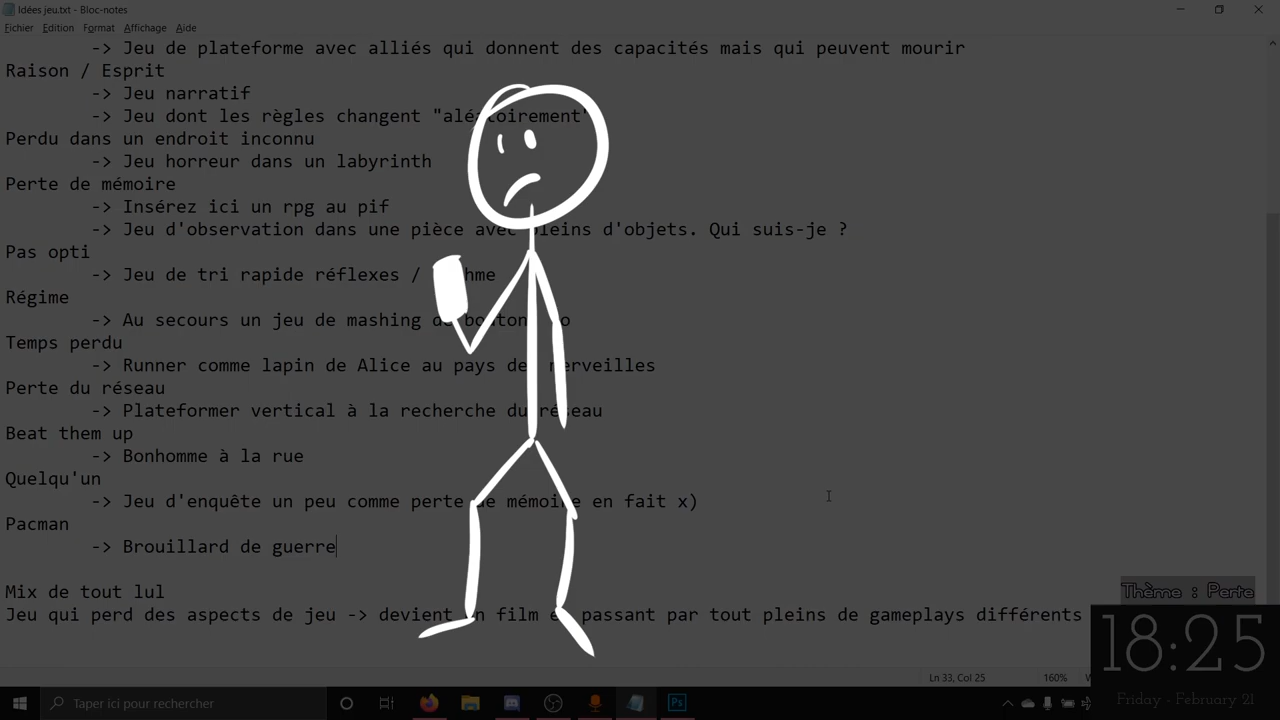 Idées jeu.txt - Bloc-notes
Fichier Edition Format Affichage Aide
-> Jeu de plateforme avec alliés qui donnent des capacités mais qui peuvent mourir
Raison / Esprit
-> Jeu narratif
-> Jeu dont les règles changent "aléatoirement"
Perdu dans un endroit inconnu
-> Jeu horreur dans un labyrinth
Perte de mémoire
-> Insérez ici un rpg au pif
-> Jeu d'observation dans une pièce avec pleins d'objets. Qui suis-je ?
Pas opti
-> Jeu de tri rapide réflexes / hme
Régime
-> Au secours un jeu de mashing de bouton
Temps perdu
-> Runner comme lapin de Alice au pays des merveilles
Perte du réseau
-> Plateformer vertical à la recherche du réseau
Beat them up
-> Bonhomme à la rue
Quelqu'un
-> Jeu d'enquête un peu comme perte de mémoire en fait x)
Pacman
-> Brouillard de guerre
Mix de tout lul
Jeu qui perd des aspects de jeu -> devient un film en passant par tout pleins de gameplays différents
Thème : Perte
18:25
Friday - February 21
Ln 33, Col 25 160%
Taper ici pour rechercher
Ps